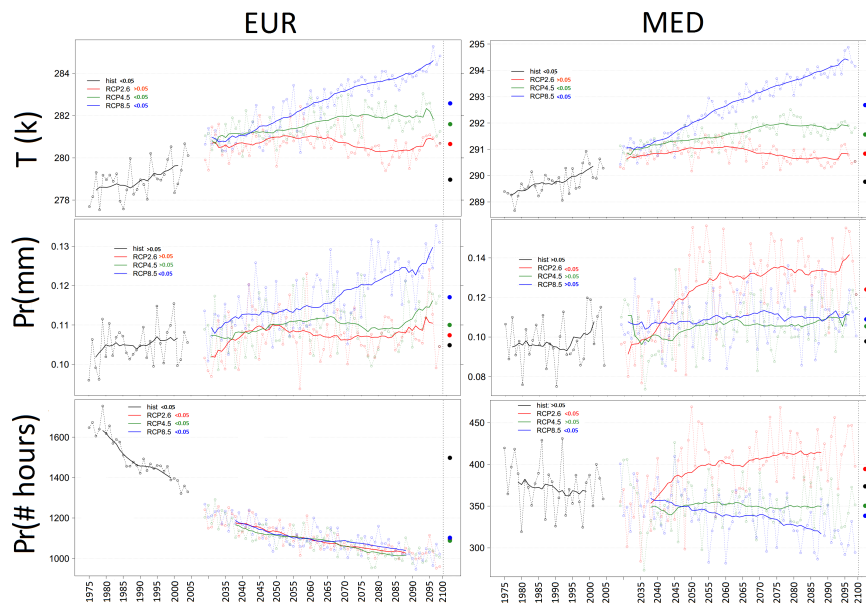 EUR MED
T (k)
284
282
280
278
hist <0.05
RCP2.6 >0.05
RCP4.5 >0.05
RCP8.5 <0.05
295
294
293
292
291
290
289
hist <0.05
RCP2.6 >0.05
RCP4.5 >0.05
RCP8.5 <0.05
Pr(mm)
0.13
0.12
0.11
0.10
hist >0.05
RCP2.6 >0.05
RCP4.5 >0.05
RCP8.5 <0.05
0.14
0.12
0.10
0.08
hist >0.05
RCP2.6 <0.05
RCP4.5 >0.05
RCP8.5 >0.05
Pr(# hours)
1600
1400
1200
1000
hist <0.05
RCP2.6 <0.05
RCP4.5 <0.05
RCP8.5 <0.05
450
400
350
300
hist >0.05
RCP2.6 >0.05
RCP4.5 >0.05
RCP8.5 <0.05
1975 1980 1985 1990 1995 2000 2005 2035 2040 2045 2050 2055 2060 2065 2070 2075 2080 2085 2090 2095 2100
1975 1980 1985 1990 1995 2000 2005 2035 2040 2045 2050 2055 2060 2065 2070 2075 2080 2085 2090 2095 2100